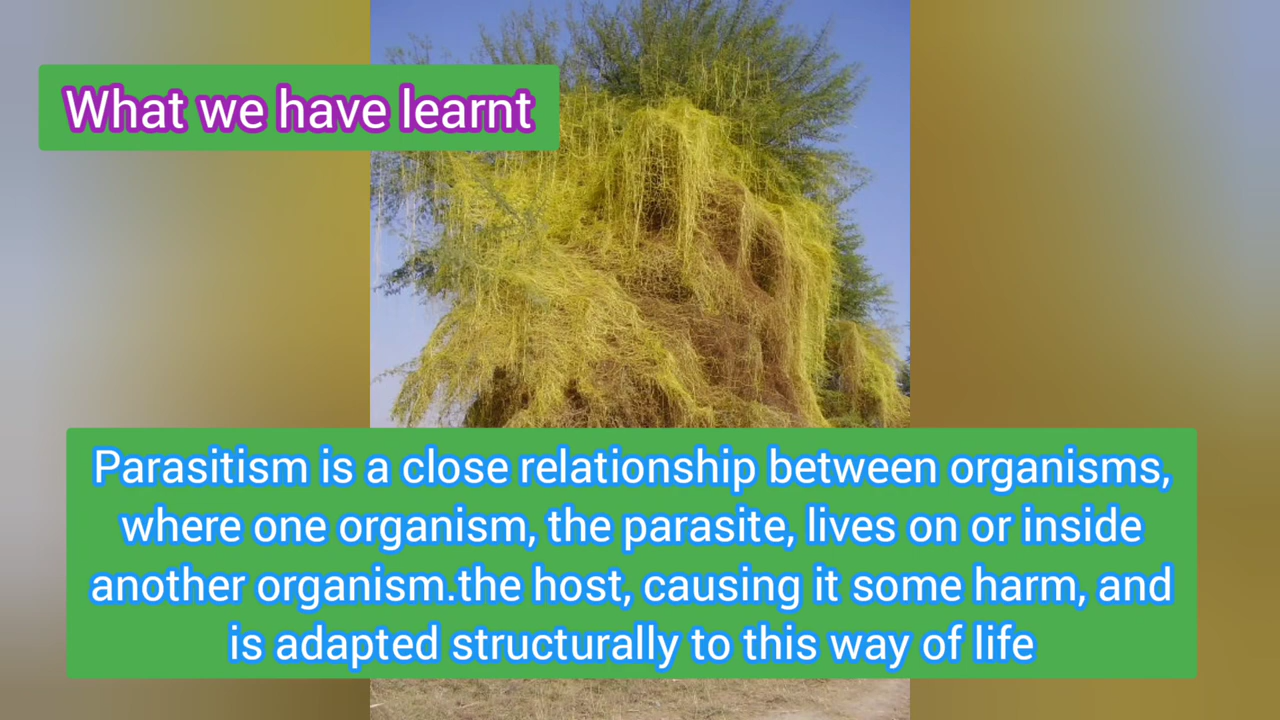 What we have learnt
Parasitism is a close relationship between organisms,
where one organism, the parasite, lives on or inside
another organism.the host, causing it some harm, and
is adapted structurally to this way of life